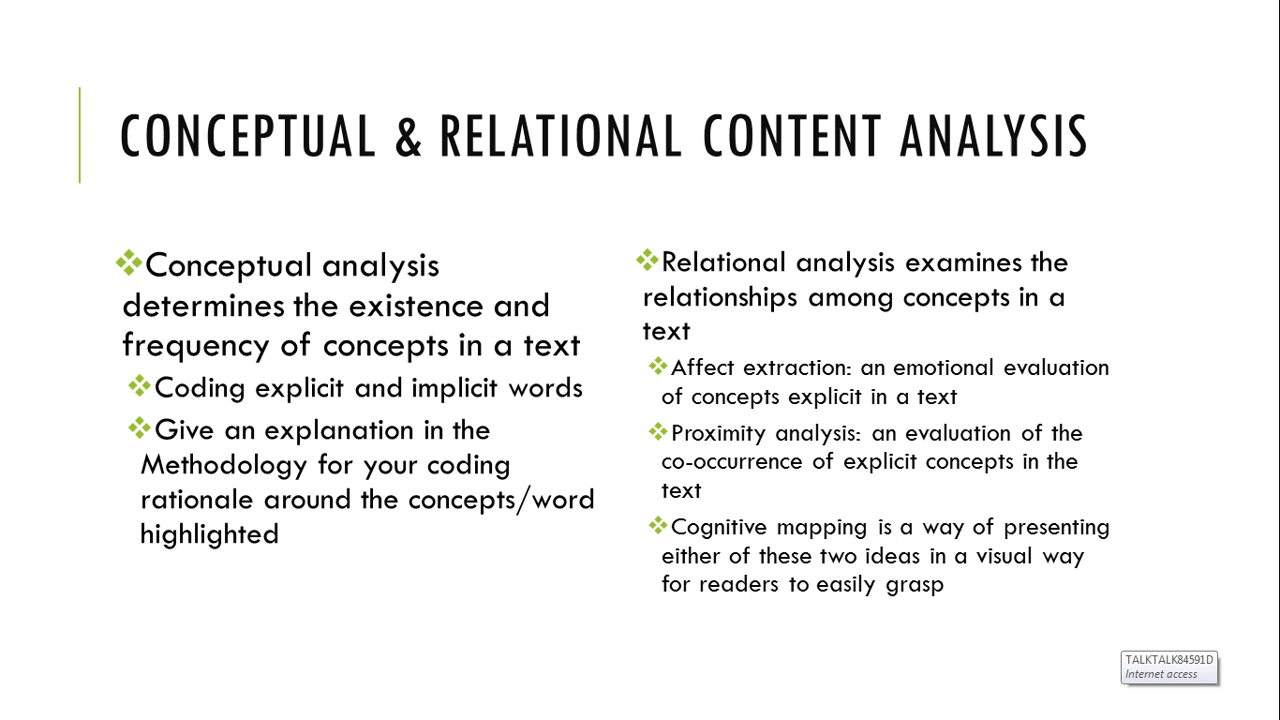 CONCEPTUAL & RELATIONAL CONTENT ANALYSIS
Conceptual analysis
determines the existence and
frequency of concepts in a text
Coding explicit and implicit words
Give an explanation in the
Methodology for your coding
rationale around the concepts/word
highlighted
Relational analysis examines the
relationships among concepts in a
text
Affect extraction: an emotional evaluation
of concepts explicit in a text
Proximity analysis: an evaluation of the
co-occurrence of explicit concepts in the
text
Cognitive mapping is a way of presenting
either of these two ideas in a visual way
for readers to easily grasp
TALKTALK84591D
Internet access